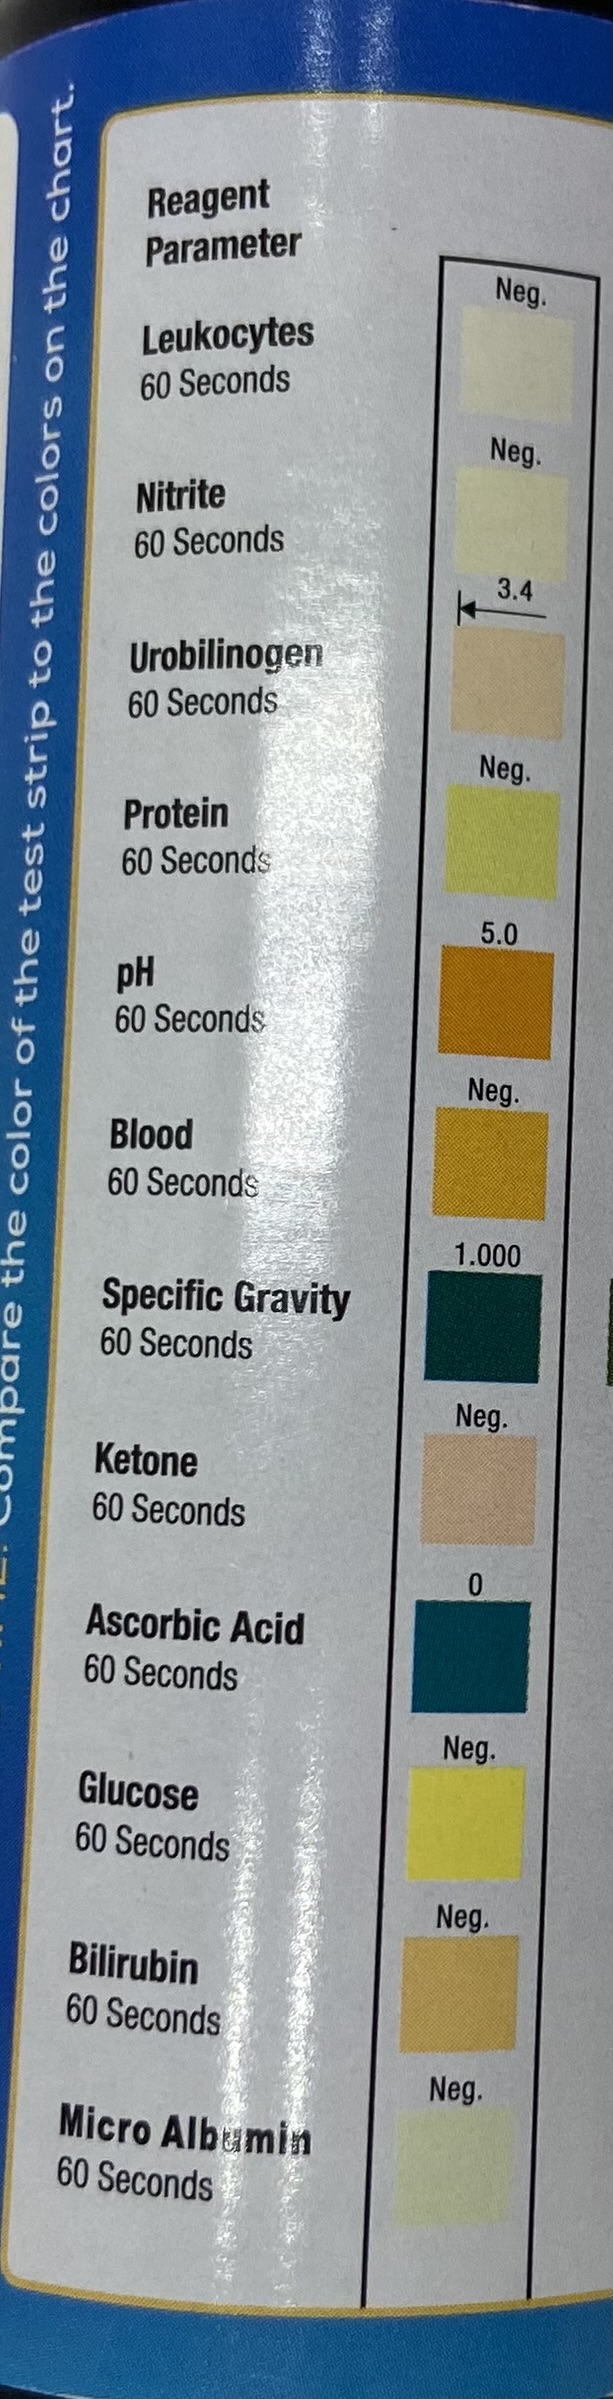 Compare the color of the test strip to the colors on the chart.
Reagent
Parameter
Neg.
Leukocytes
60 Seconds
Neg.
Nitrite
60 Seconds
3.4
Urobilinogen
60 Seconds
Neg.
Protein
60 Seconds
5.0
pH
60 Seconds
Neg.
Blood
60 Seconds
1.000
Specific Gravity
60 Seconds
Neg.
Ketone
60 Seconds
0
Ascorbic Acid
60 Seconds
Neg.
Glucose
60 Seconds
Neg.
Bilirubin
60 Seconds
Neg.
Micro Albumin
60 Seconds